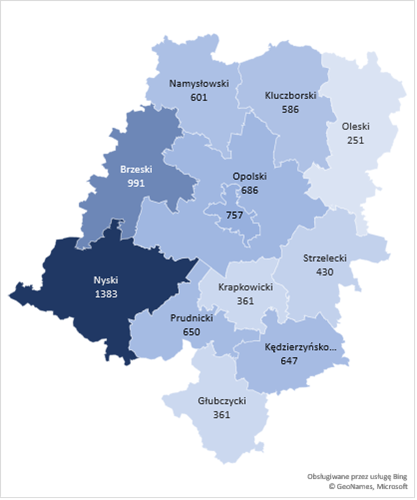 Namysłowski
601
Kluczborski
586
Oleski
251
Brzeski
991
Opolski
686
757
Strzelecki
430
Nyski
1383
Krapkowicki
361
Prudnicki
650
Kędzierzyńsko...
647
Głubczycki
361
Obsługiwane przez usługę Bing
© GeoNames, Microsoft